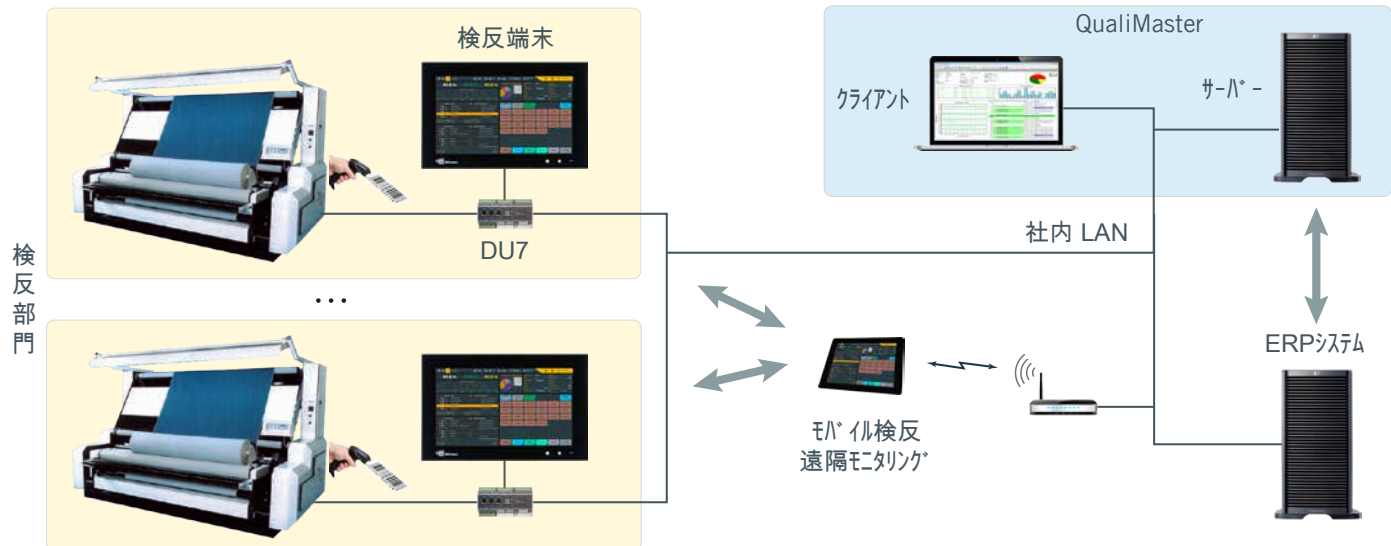 検反端末
DU7
検反部門
...
QualiMaster
クライアント
サーバー
社内 LAN
ERPシステム
モバイル検反
遠隔モニタリング